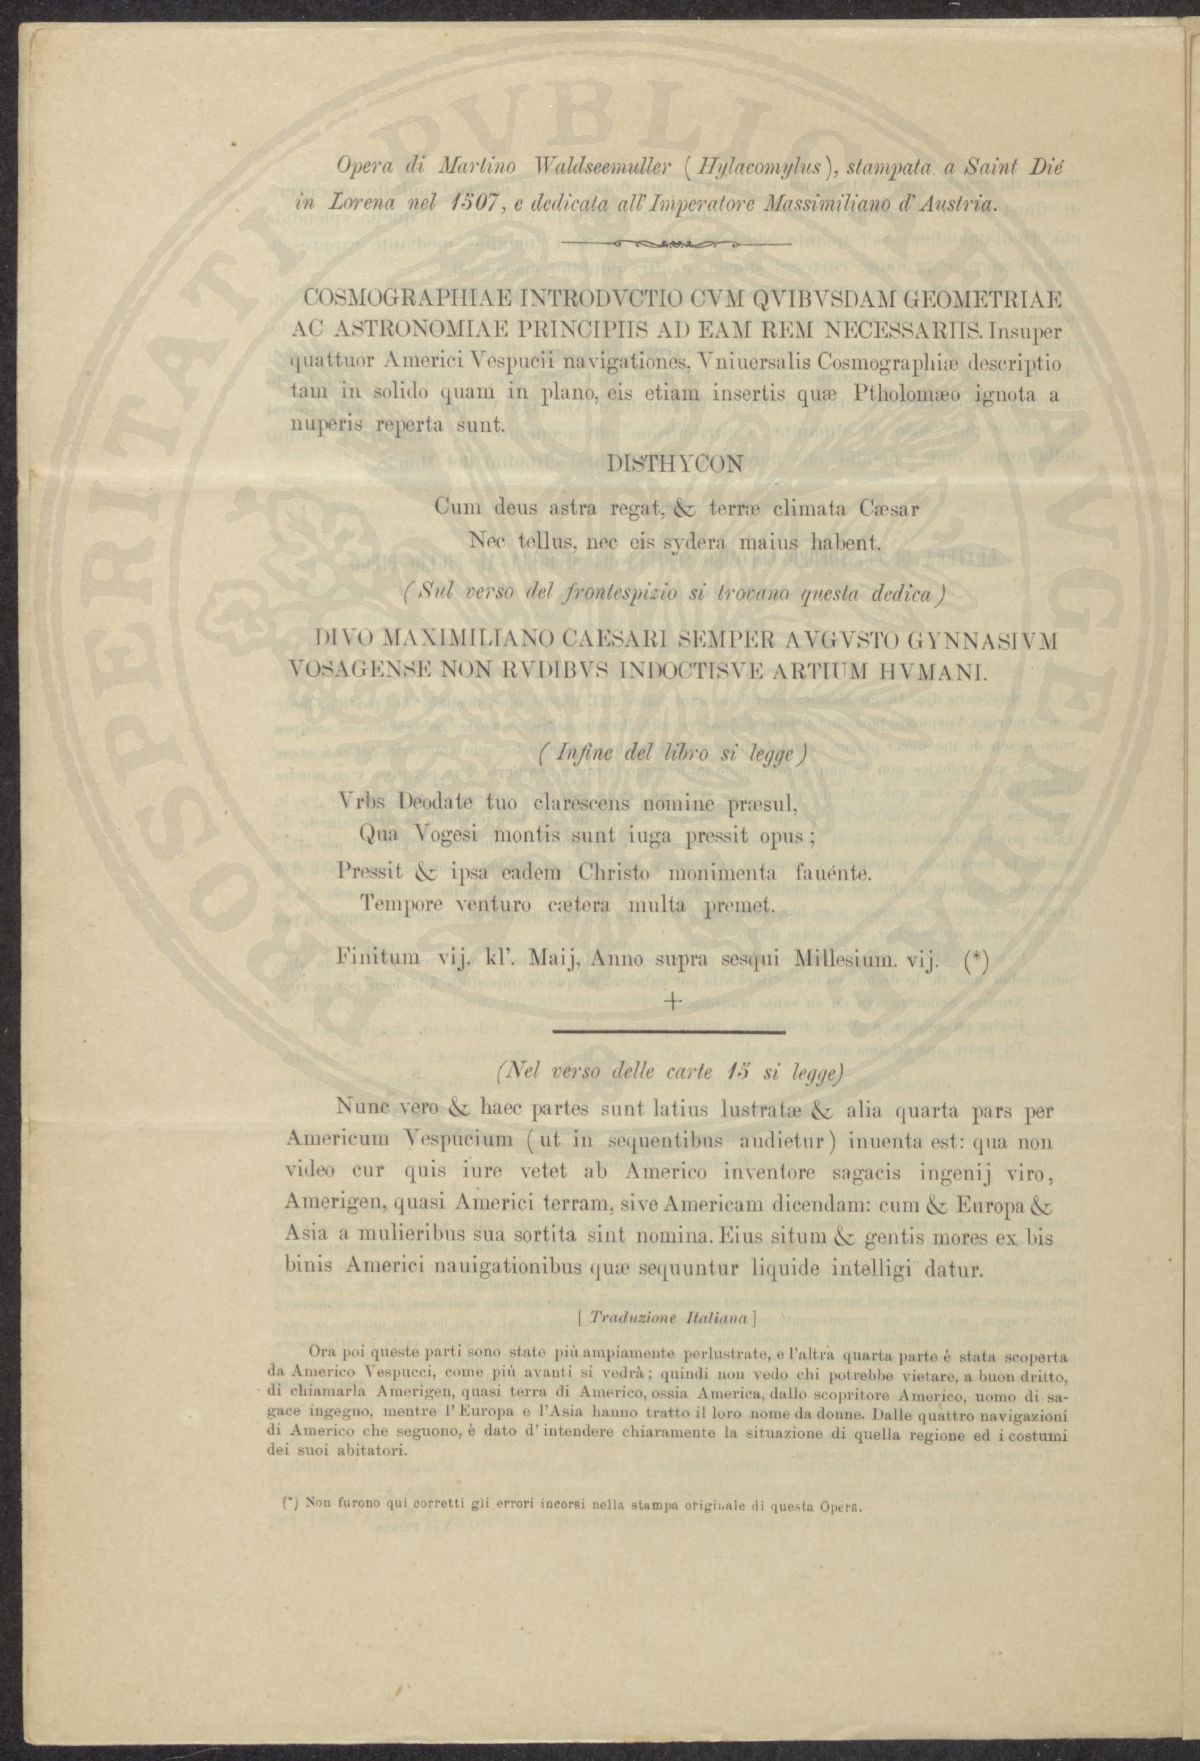 Opera di Martino Waldseemuller (Hylacomylus), stampata a Saint Dié
in Lorena nel 1507, e dedicata all'Imperatore Massimiliano d'Austria.
COSMOGRAPHIAE INTRODVCTIO CVM QVIBVSDAM GEOMETRIAE
AC ASTRONOMIAE PRINCIPIIS AD EAM REM NECESSARIIS. Insuper
quattuor Americi Vespucii navigationes, Vniuersalis Cosmographiæ descriptio
tam in solido quam in plano, eis etiam insertis quæ Ptholomæo ignota a
nuperis reperta sunt.
DISTHYCON
Cum deus astra regat, & terræ climata Cæsar
Nec tellus, nec eis sydera maius habent.
(Sul verso del frontespizio si trovano questa dedica)
DIVO MAXIMILIANO CAESARI SEMPER AVGVSTO GYNNASIVM
VOSAGENSE NON RVDIBVS INDOCTISVE ARTIUM HVMANI.
(Infine del libro si legge)
Vrbs Deodate tuo clarescens nomine præsul,
Qua Vogesi montis sunt iuga pressit opus;
Pressit & ipsa eadem Christo monimenta fauénte.
Tempore venturo cætera multa premet.
Finitum vij. kl'. Maij, Anno supra sesqui Millesium. vij. (*)
+
(Nel verso delle carte 15 si legge)
Nunc vero & haec partes sunt latius lustratæ & alia quarta pars per
Americum Vespucium (ut in sequentibus audietur) inuenta est: qua non
video cur quis iure vetet ab Americo inventore sagacis ingenij viro,
Amerigen, quasi Americi terram, sive Americam dicendam: cum & Europa &
Asia a mulieribus sua sortita sint nomina. Eius situm & gentis mores ex bis
binis Americi nauigationibus quæ sequuntur liquide intelligi datur.
[Traduzione Italiana]
Ora poi queste parti sono state più ampiamente perlustrate, e l'altra quarta parte é stata scoperta
da Americo Vespucci, come più avanti si vedrà; quindi non vedo chi potrebbe vietare, a buon dritto,
di chiamarla Amerigen, quasi terra di Americo, ossia America, dallo scopritore Americo, uomo di sa-
gace ingegno, mentre l'Europa e l'Asia hanno tratto il loro nome da donne. Dalle quattro navigazioni
di Americo che seguono, è dato d'intendere chiaramente la situazione di quella regione ed i costumi
dei suoi abitatori.
(*) Non furono qui corretti gli errori incorsi nella stampa originale di questa Opera.
PROSPERITATI PVBLICAE AVGENDAE